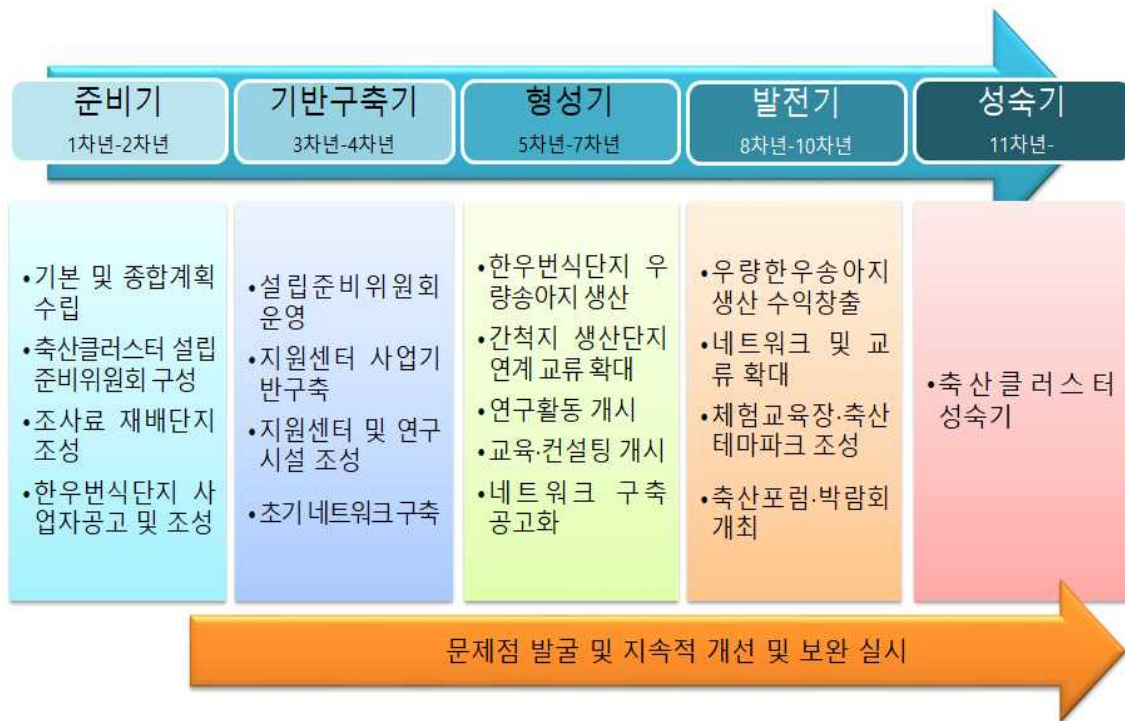 준비기
1차년-2차년
기반구축기
3차년-4차년
형성기
5차년-7차년
발전기
8차년-10차년
성숙기
11차년-
•기본 및 종합계획
수립
•축산클러스터 설립
준비위원회 구성
•조사료 재배단지
조성
•한우번식단지 사
업자공고 및 조성
•설립준비위원회
운영
•지원센터 사업기
반구축
•지원센터 및 연구
시설 조성
•초기 네트워크 구축
•한우번식단지 우
량송아지 생산
•간척지 생산단지
연계 교류 확대
•연구활동 개시
•교육·컨설팅 개시
•네트워크 구축
공고화
•우량한우송아지
생산 수익창출
•네트워크 및 교
류 확대
•체험교육장·축산
테마파크 조성
•축산포럼·박람회
개최
•축산클러스터
성숙기
문제점 발굴 및 지속적 개선 및 보완 실시